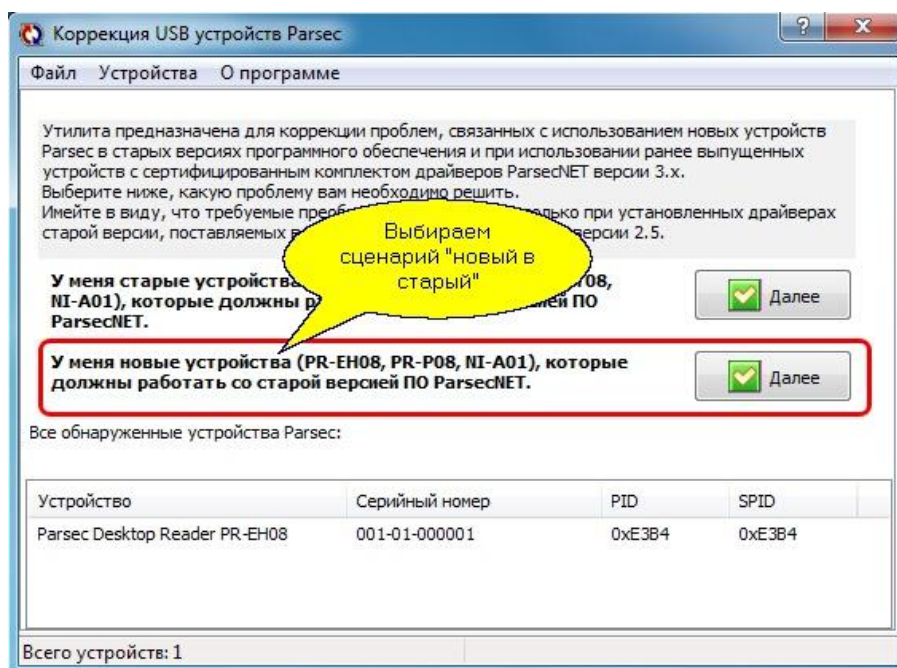 Коррекция USB устройств Parsec
Файл Устройства О программе
Утилита предназначена для коррекции проблем, связанных с использованием новых устройств
Parsec в старых версиях программного обеспечения и при использовании ранее выпущенных
устройств с сертифицированным комплектом драйверов ParsecNET версии 3.x.
Выберите ниже, какую проблему вам необходимо решить.
Имейте в виду, что требуемые при установленных драйверах
старой версии, поставляемых версии 2.5.
Выбираем
сценарий "новый в
старый"
У меня старые устройства
NI-A01), которые должны ПО
ParsecNET.
Далее
У меня новые устройства (PR-EH08, PR-P08, NI-A01), которые
должны работать со старой версией ПО ParsecNET.
Далее
Все обнаруженные устройства Parsec:
Устройство Серийный номер PID SPID
Parsec Desktop Reader PR-EH08 001-01-000001 0xE3B4 0xE3B4
Всего устройств: 1